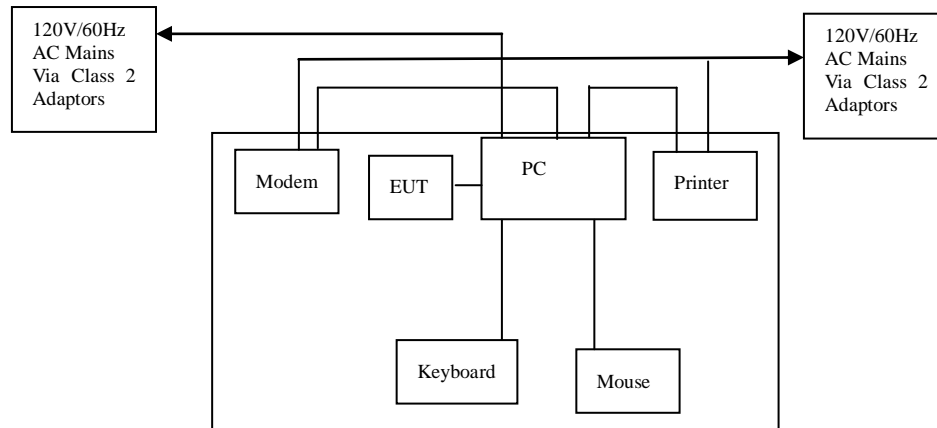 120V/60Hz
AC Mains
Via Class 2
Adaptors
120V/60Hz
AC Mains
Via Class 2
Adaptors
Modem
EUT
PC
Printer
Keyboard
Mouse